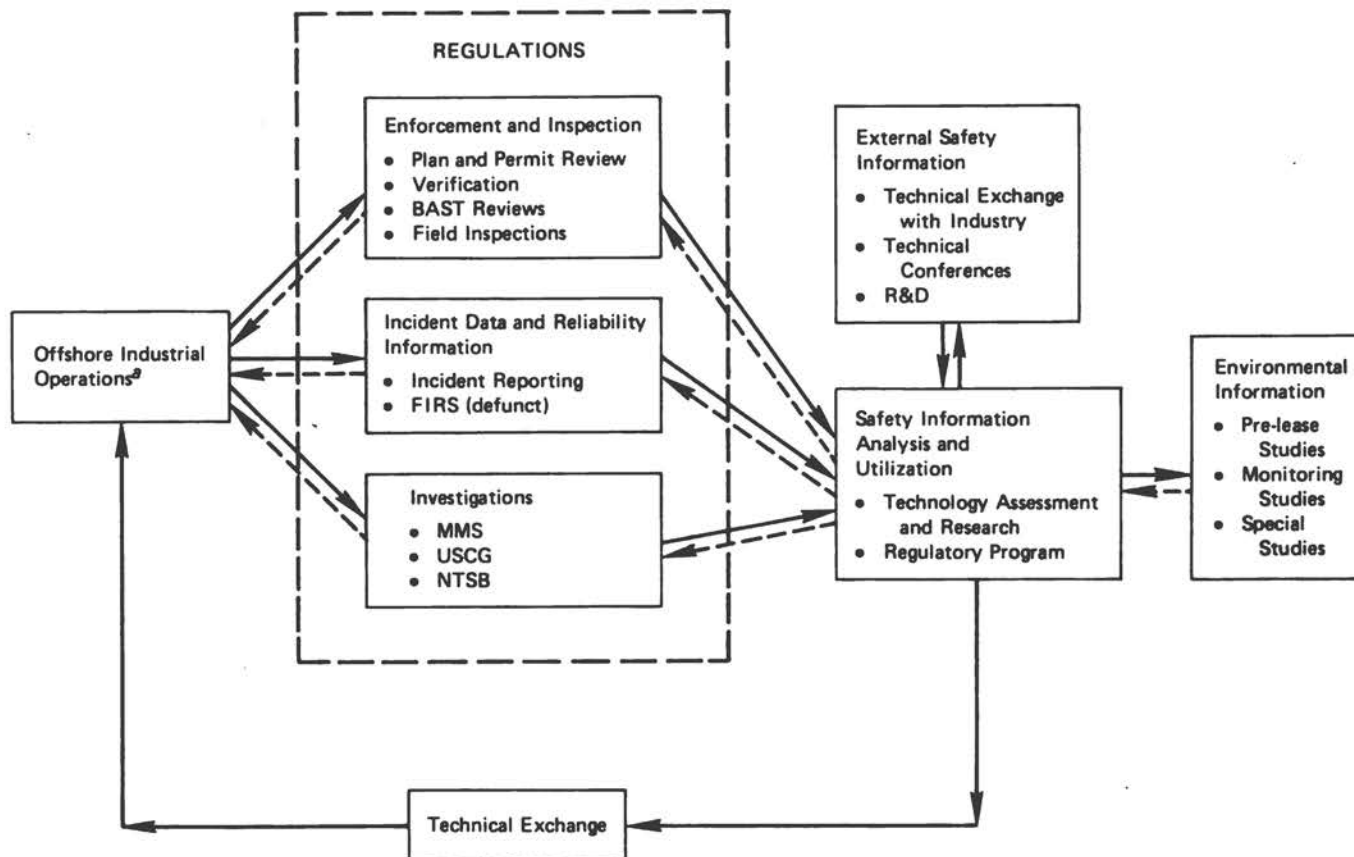 REGULATIONS
Enforcement and Inspection
• Plan and Permit Review
• Verification
• BAST Reviews
• Field Inspections
External Safety
Information
• Technical Exchange
with Industry
• Technical
Conferences
• R&D
Offshore Industrial
Operationsᵃ
Incident Data and Reliability
Information
• Incident Reporting
• FIRS (defunct)
Environmental
Information
• Pre-lease
Studies
• Monitoring
Studies
• Special
Studies
Safety Information
Analysis and
Utilization
• Technology Assessment
and Research
• Regulatory Program
Investigations
• MMS
• USCG
• NTSB
Technical Exchange